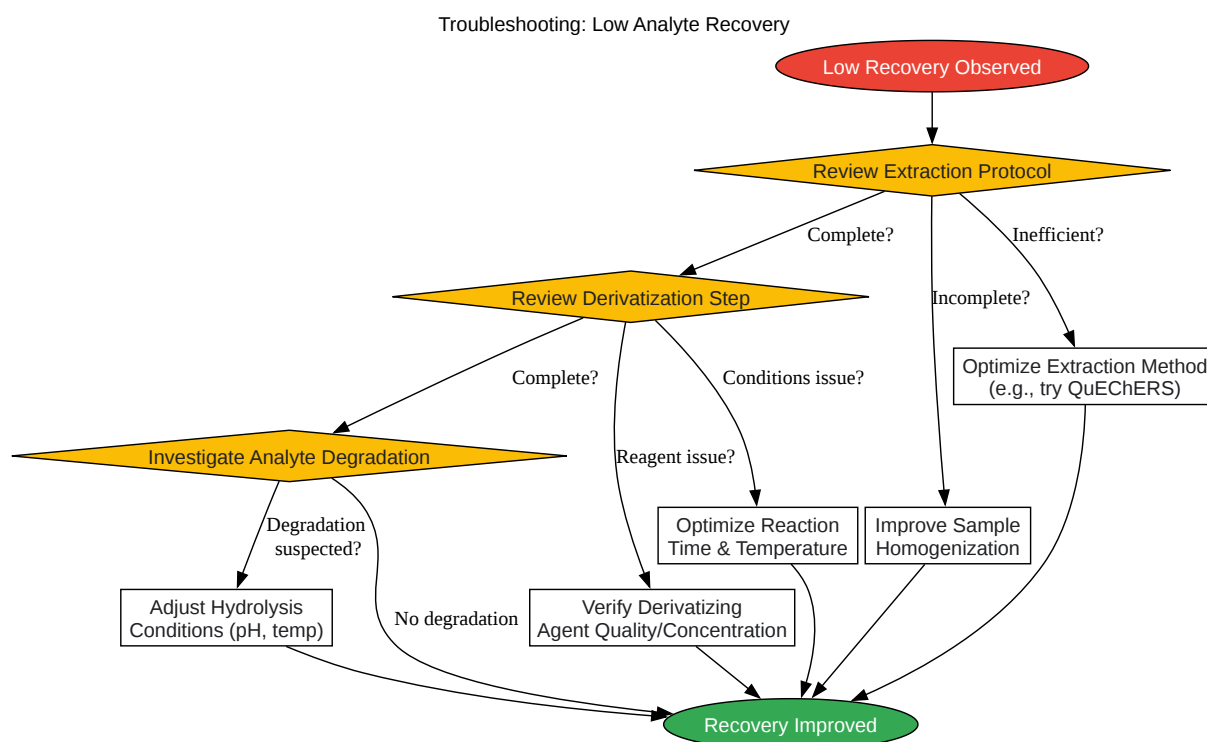 Troubleshooting: Low Analyte Recovery
Low Recovery Observed
Review Extraction Protocol
Complete?
Inefficient?
Review Derivatization Step
Incomplete?
Optimize Extraction Method
(e.g., try QuEChERS)
Complete?
Conditions issue?
Investigate Analyte Degradation
Reagent issue?
Degradation
suspected?
Optimize Reaction
Time & Temperature
Improve Sample
Homogenization
Adjust Hydrolysis
Conditions (pH, temp)
No degradation
Verify Derivatizing
Agent Quality/Concentration
Recovery Improved